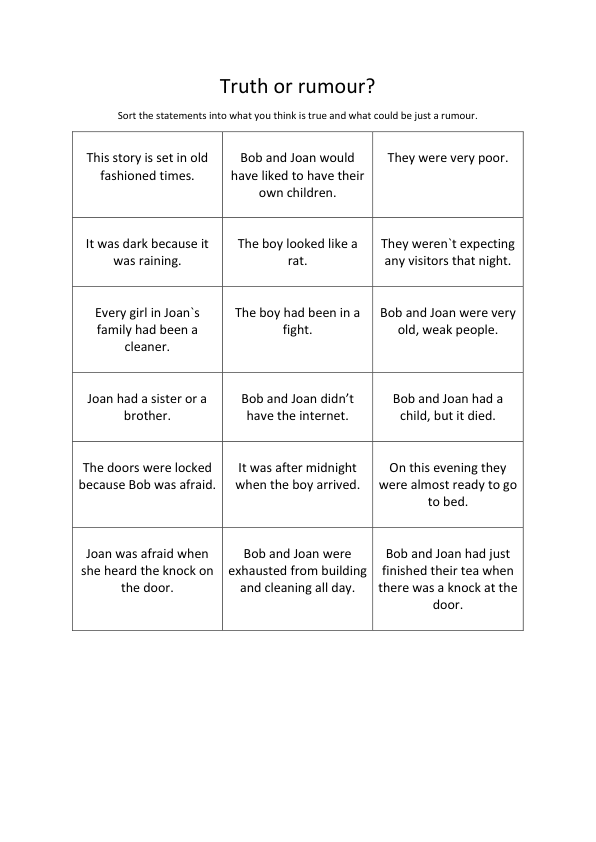 Truth or rumour?
Sort the statements into what you think is true and what could be just a rumour.
This story is set in old
fashioned times.
Bob and Joan would
have liked to have their
own children.
They were very poor.
It was dark because it
was raining.
The boy looked like a
rat.
They weren`t expecting
any visitors that night.
Every girl in Joan`s
family had been a
cleaner.
The boy had been in a
fight.
Bob and Joan were very
old, weak people.
Joan had a sister or a
brother.
Bob and Joan didn’t
have the internet.
Bob and Joan had a
child, but it died.
The doors were locked
because Bob was afraid.
It was after midnight
when the boy arrived.
On this evening they
were almost ready to go
to bed.
Joan was afraid when
she heard the knock on
the door.
Bob and Joan were
exhausted from building
and cleaning all day.
Bob and Joan had just
finished their tea when
there was a knock at the
door.